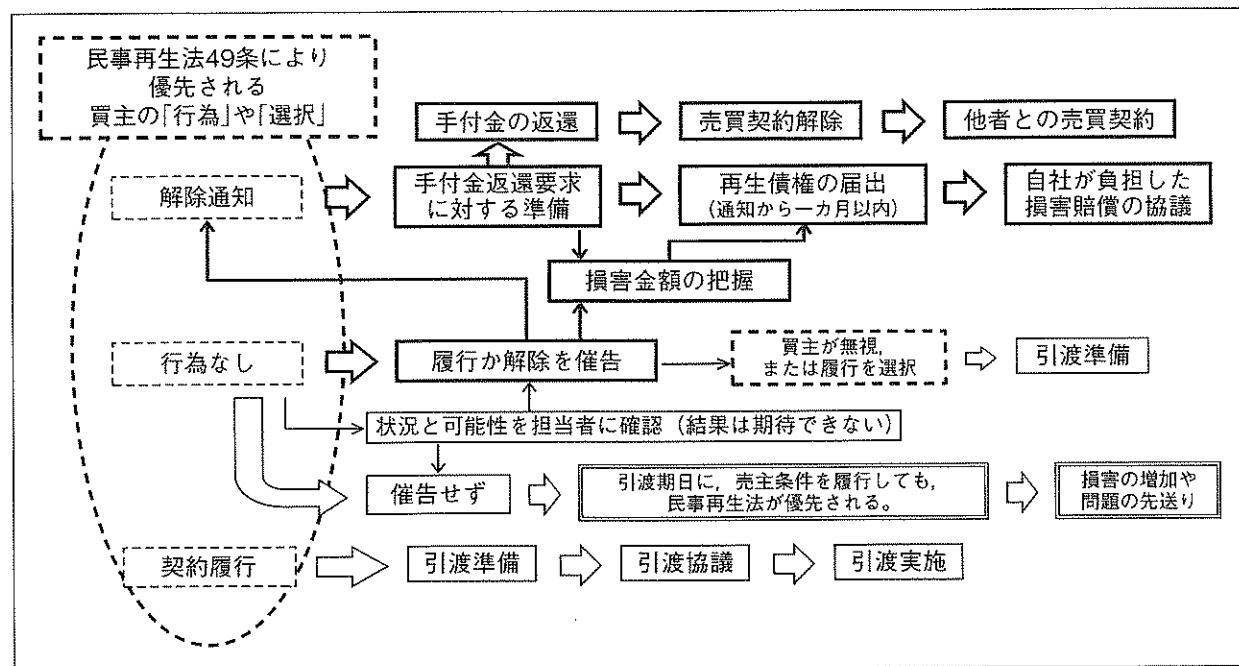 民事再生法49条により
優先される
買主の「行為」や「選択」
手付金の返還
売買契約解除
他者との売買契約
解除通知
手付金返還要求
に対する準備
再生債権の届出
(通知から一カ月以内)
自社が負担した
損害賠償の協議
損害金額の把握
行為なし
履行か解除を催告
買主が無視,
または履行を選択
引渡準備
状況と可能性を担当者に確認（結果は期待できない）
催告せず
引渡期日に，売主条件を履行しても，
民事再生法が優先される。
損害の増加や
問題の先送り
契約履行
引渡準備
引渡協議
引渡実施